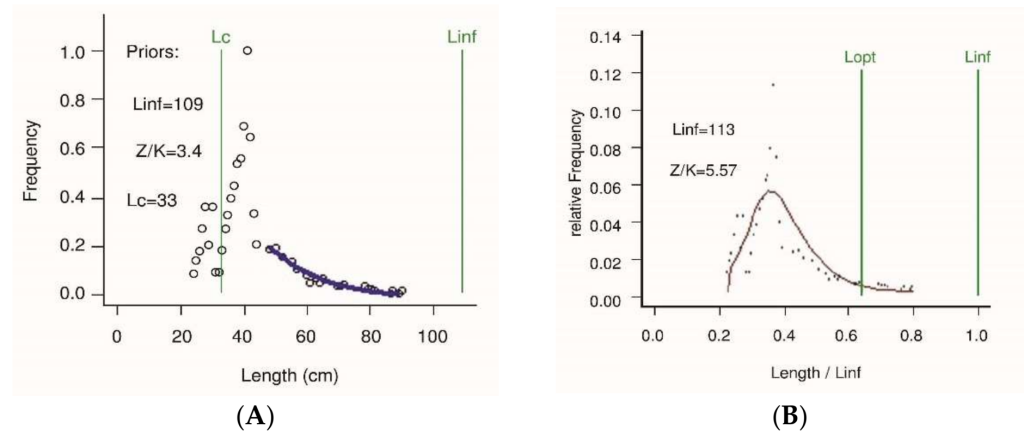 Lc
Linf
Priors:
Linf=109
Z/K=3.4
Lc=33
Frequency
1.0
0.8
0.6
0.4
0.2
0.0
0
20
40
60
80
100
Length (cm)
(A)
Lopt
Linf
Linf=113
Z/K=5.57
relative Frequency
0.14
0.12
0.10
0.08
0.06
0.04
0.02
0.00
0.0
0.2
0.4
0.6
0.8
1.0
Length / Linf
(B)